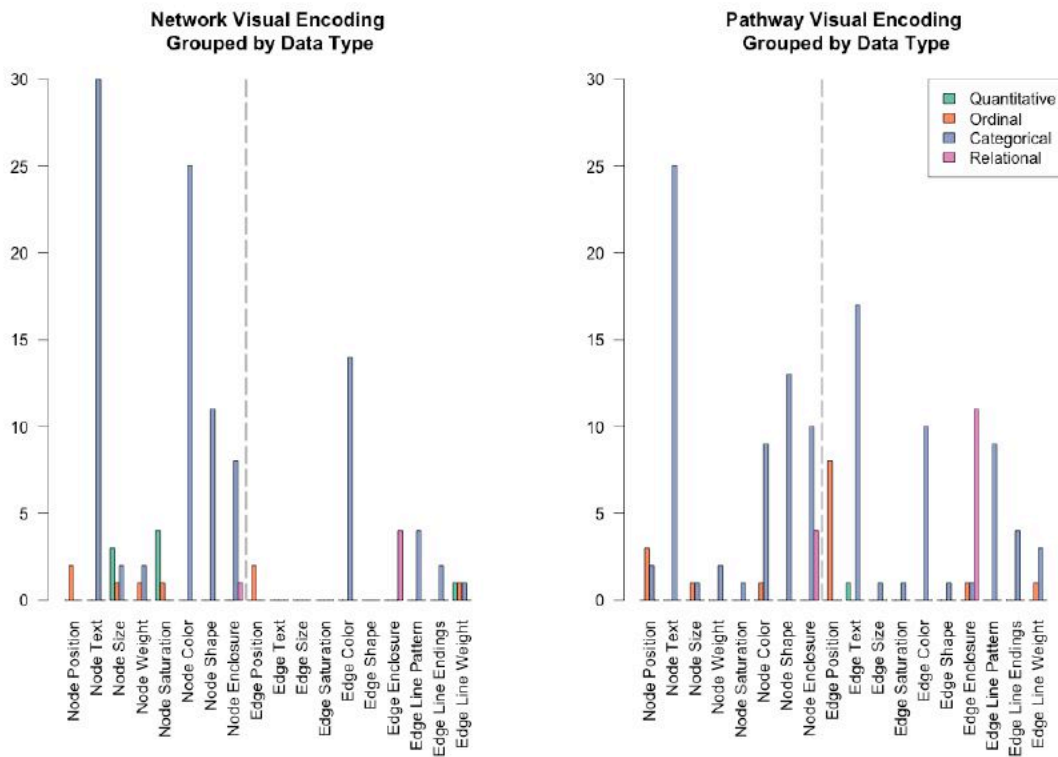 Network Visual Encoding
Grouped by Data Type
30
25
20
15
10
5
0
Node Position
Node Text
Node Size
Node Weight
Node Saturation
Node Color
Node Shape
Node Enclosure
Edge Position
Edge Text
Edge Size
Edge Saturation
Edge Color
Edge Shape
Edge Enclosure
Edge Line Pattern
Edge Line Endings
Edge Line Weight
Pathway Visual Encoding
Grouped by Data Type
Quantitative
Ordinal
Categorical
Relational
30
25
20
15
10
5
0
Node Position
Node Text
Node Size
Node Weight
Node Saturation
Node Color
Node Shape
Node Enclosure
Edge Position
Edge Text
Edge Size
Edge Saturation
Edge Color
Edge Shape
Edge Enclosure
Edge Line Pattern
Edge Line Endings
Edge Line Weight